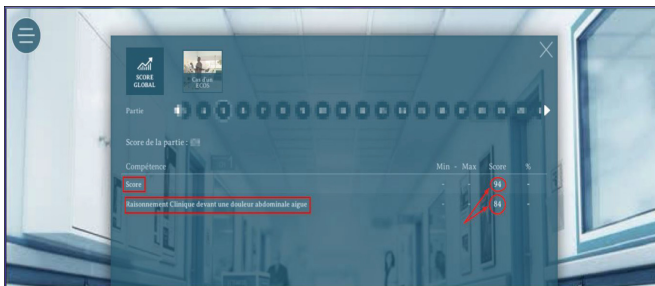 SCORE
GLOBAL
Cas d'un
ECOS
Partie
Score de la partie :
Compétence Min - Max Score %
Score - - 94 -
Raisonnement Clinique devant une douleur abdominale aigue - - 84 -